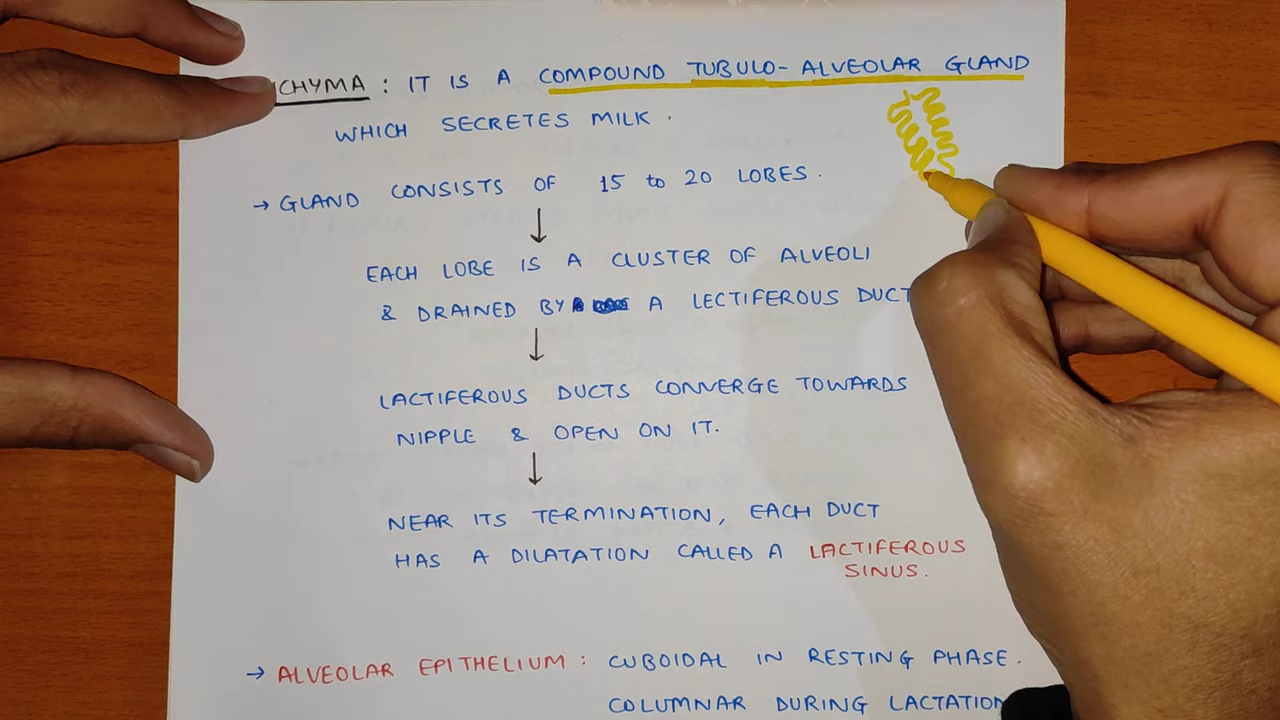 CHYMA : IT IS A COMPOUND TUBULO-ALVEOLAR GLAND
WHICH SECRETES MILK.
→ GLAND CONSISTS OF 15 to 20 LOBES.
↓
EACH LOBE IS A CLUSTER OF ALVEOLI
& DRAINED BY A LECTIFEROUS DUCT
↓
LACTIFEROUS DUCTS CONVERGE TOWARDS
NIPPLE & OPEN ON IT.
↓
NEAR ITS TERMINATION, EACH DUCT
HAS A DILATATION CALLED A LACTIFEROUS
SINUS.
→ ALVEOLAR EPITHELIUM : CUBOIDAL IN RESTING PHASE.
COLUMNAR DURING LACTATION